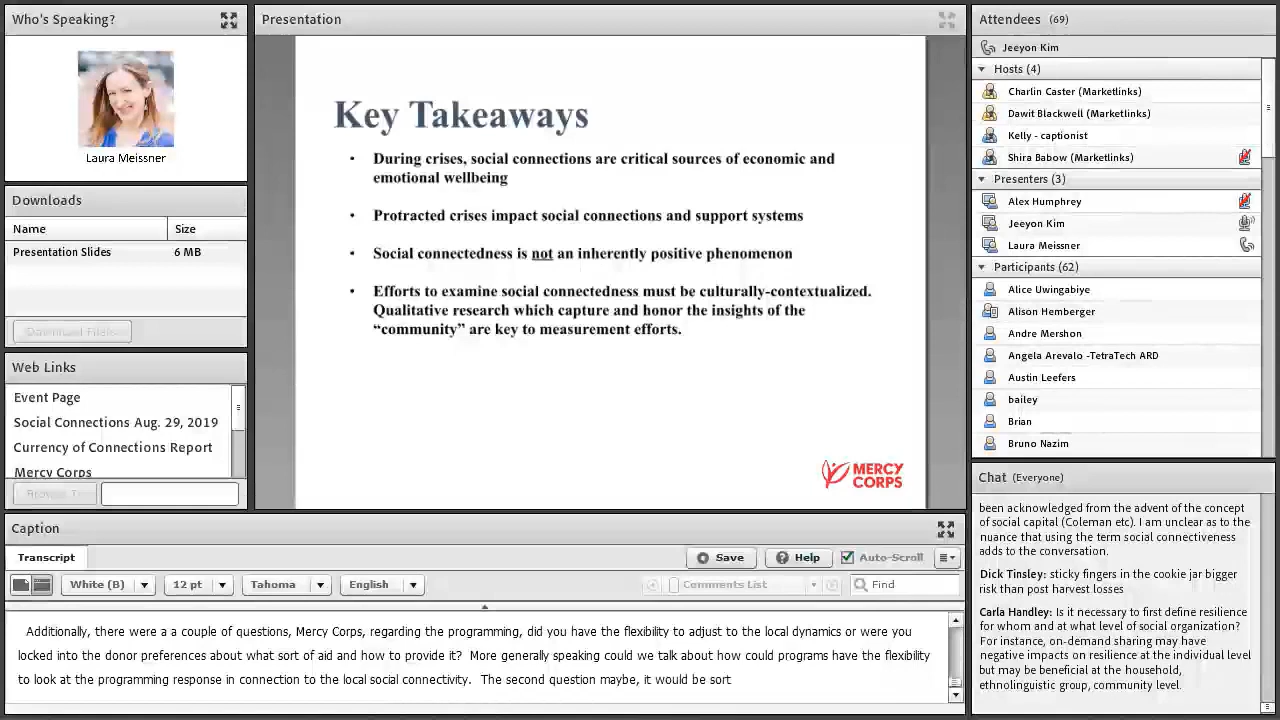 Who's Speaking?
Laura Meissner
Downloads
Name Size
Presentation Slides 6 MB
Download File(s)
Web Links
Event Page
Social Connections Aug. 29, 2019
Currency of Connections Report
Mercy Corps
Presentation
Key Takeaways
• During crises, social connections are critical sources of economic and
emotional wellbeing
• Protracted crises impact social connections and support systems
• Social connectedness is not an inherently positive phenomenon
• Efforts to examine social connectedness must be culturally-contextualized.
Qualitative research which capture and honor the insights of the
“community” are key to measurement efforts.
MERCY
CORPS
Caption
Transcript
Save Help Auto-Scroll
White (B) 12 pt Tahoma English Comments List Find
Additionally, there were a a couple of questions, Mercy Corps, regarding the programming, did you have the flexibility to adjust to the local dynamics or were you
locked into the donor preferences about what sort of aid and how to provide it? More generally speaking could we talk about how could programs have the flexibility
to look at the programming response in connection to the local social connectivity. The second question maybe, it would be sort
Attendees (69)
Jeeyon Kim
Hosts (4)
Charlin Caster (Marketlinks)
Dawit Blackwell (Marketlinks)
Kelly - captionist
Shira Babow (Marketlinks)
Presenters (3)
Alex Humphrey
Jeeyon Kim
Laura Meissner
Participants (62)
Alice Uwingabiye
Alison Hemberger
Andre Mershon
Angela Arevalo -TetraTech ARD
Austin Leefers
bailey
Brian
Bruno Nazim
Chat (Everyone)
been acknowledged from the advent of the concept
of social capital (Coleman etc). I am unclear as to the
nuance that using the term social connectiveness
adds to the conversation.
Dick Tinsley: sticky fingers in the cookie jar bigger
risk than post harvest losses
Carla Handley: Is it necessary to first define resilience
for whom and at what level of social organization?
For instance, on-demand sharing may have
negative impacts on resilience at the individual level
but may be beneficial at the household,
ethnolinguistic group, community level.